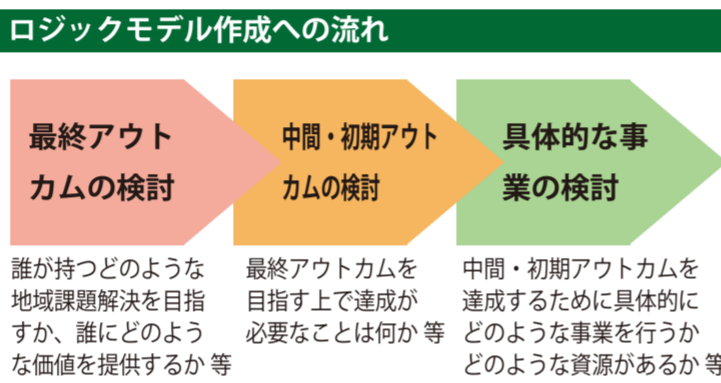 ロジックモデル作成への流れ
最終アウト
カムの検討
誰が持つどのような
地域課題解決を目指
すか、誰にどのよう
な価値を提供するか 等
中間・初期アウト
カムの検討
最終アウトカムを
目指す上で達成が
必要なことは何か 等
具体的な事
業の検討
中間・初期アウトカムを
達成するために具体的に
どのような事業を行うか
どのような資源があるか 等